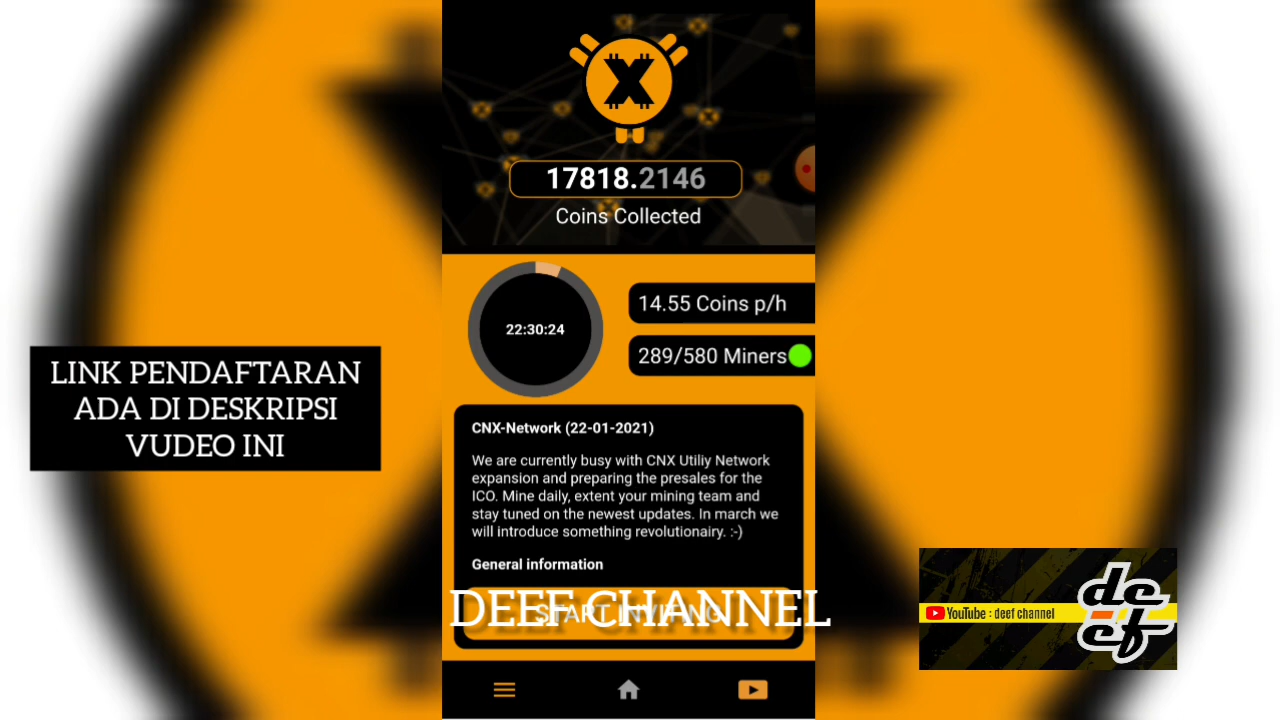 17818.2146
Coins Collected
22:30:24
14.55 Coins p/h
289/580 Miners
LINK PENDAFTARAN
ADA DI DESKRIPSI
VUDEO INI
CNX-Network (22-01-2021)
We are currently busy with CNX Utiliy Network
expansion and preparing the presales for the
ICO. Mine daily, extent your mining team and
stay tuned on the newest updates. In march we
will introduce something revolutionairy. :-)
General information
DEEF CHANNEL
START INVITING
YouTube : deef channel
deef